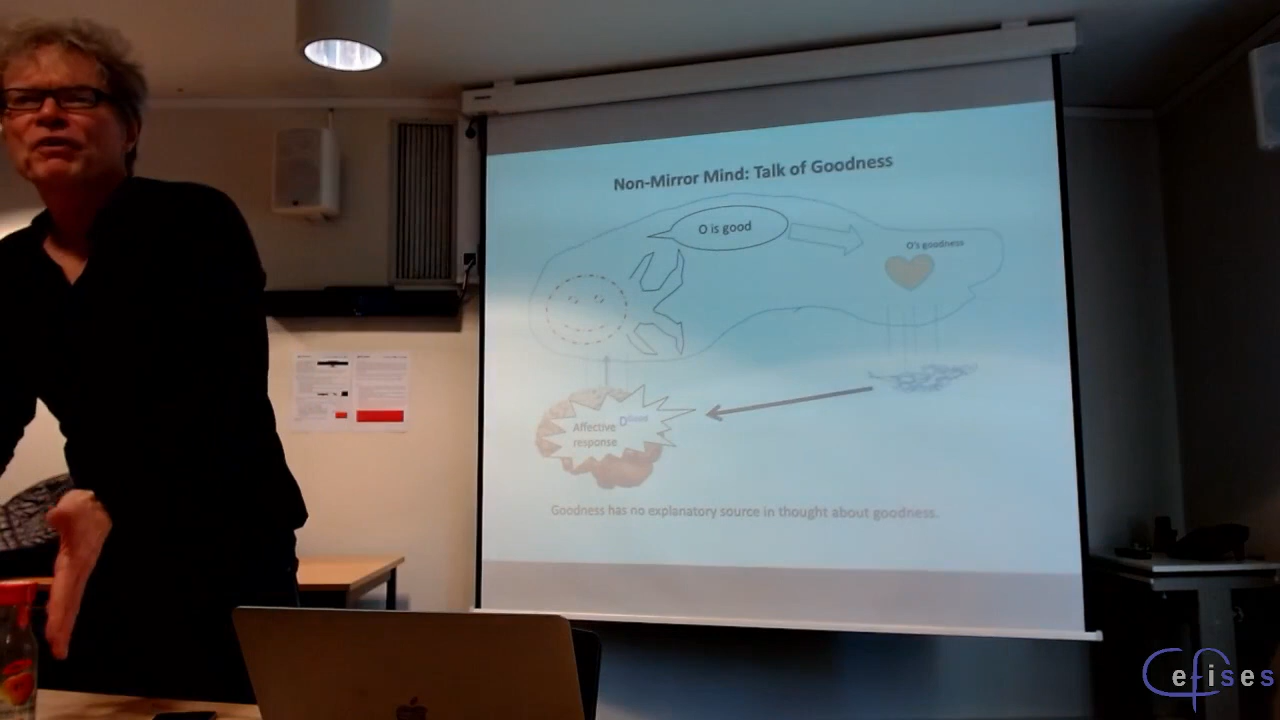 Non-Mirror Mind: Talk of Goodness
O is good
O's goodness
Affective
response
Goodness has no explanatory source in thought about goodness.
Cefises